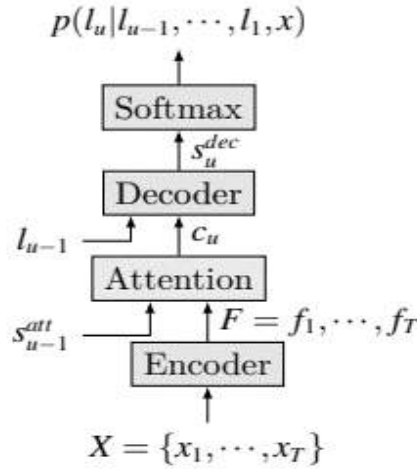 p(l_u|l_{u-1}, ⋯, l_1, x)
Softmax
s_u^{dec}
Decoder
l_{u-1}
c_u
Attention
s_{u-1}^{att}
F = f_1, ⋯, f_T
Encoder
X = {x_1, ⋯, x_T}